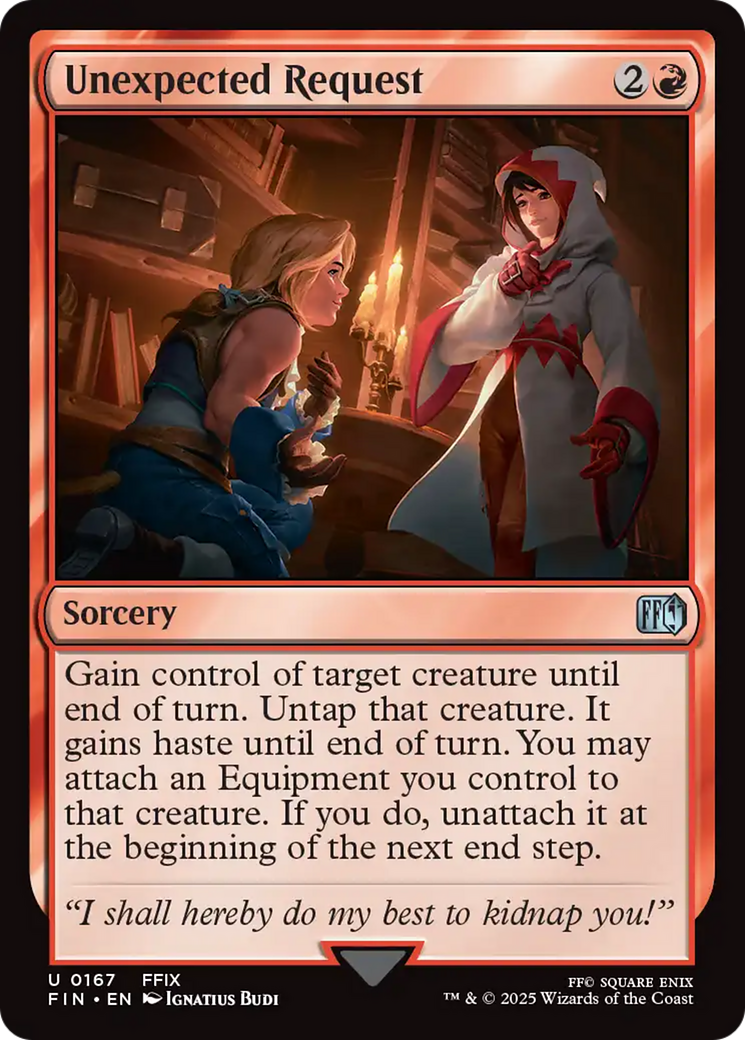 Unexpected Request 2
Sorcery FF
Gain control of target creature until
end of turn. Untap that creature. It
gains haste until end of turn. You may
attach an Equipment you control to
that creature. If you do, unattach it at
the beginning of the next end step.
“I shall hereby do my best to kidnap you!”
U 0167 FFIX
FIN • EN Ignatius Budi
FF© SQUARE ENIX
™ & © 2025 Wizards of the Coast